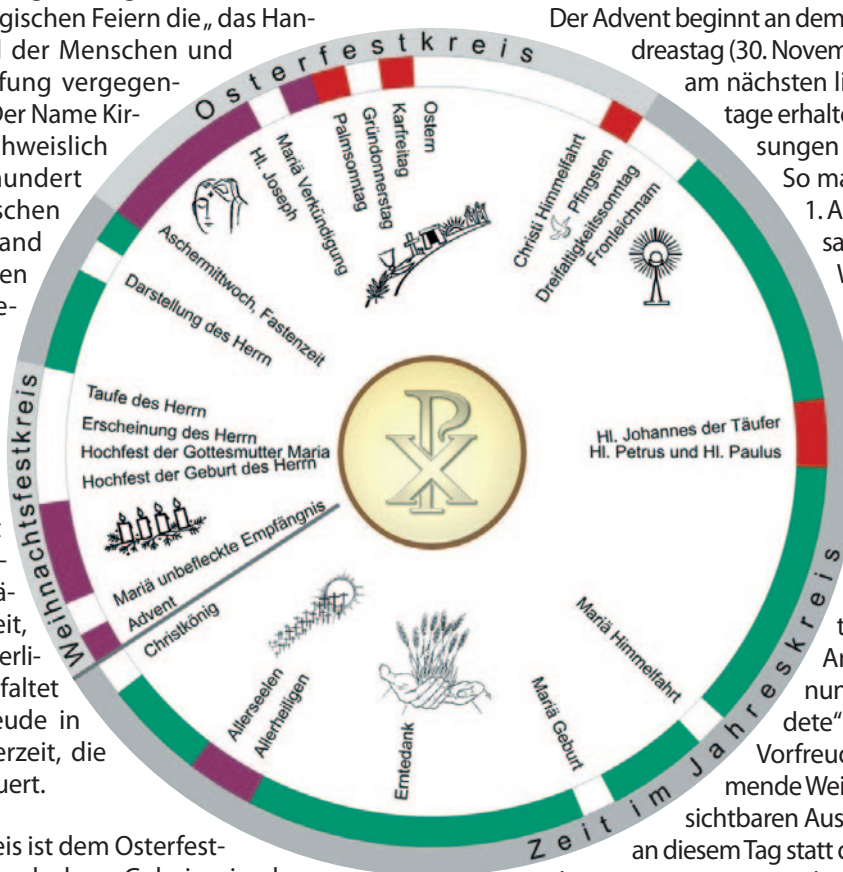 gischen Feiern die„ das Han-
der Menschen und
fung vergegen-
Der Name Kir-
hweislich
hundert
schen
and
en
e-
ä-
eit,
erli-
faltet
eude in
erzeit, die
uert.
eis ist dem Osterfest-
Osterfestkreis
Weihnachtsfestkreis
Zeit im Jahreskreis
Advent
Mariä unbefleckte Empfängnis
Hochfest der Geburt des Herrn
Hochfest der Gottesmutter Maria
Erscheinung des Herrn
Taufe des Herrn
Darstellung des Herrn
Aschermittwoch, Fastenzeit
Hl. Joseph
Mariä Verkündigung
Palmsonntag
Gründonnerstag
Karfreitag
Ostern
Christi Himmelfahrt
Pfingsten
Dreifaltigkeitssonntag
Fronleichnam
Hl. Johannes der Täufer
Hl. Petrus und Hl. Paulus
Mariä Himmelfahrt
Mariä Geburt
Erntedank
Allerheiligen
Allerseelen
Christkönig
Der Advent beginnt an dem
dreastag (30. Novem
am nächsten li
tage erhalte
sungen
So ma
1. A
sa
W
t
Ar
nun
dete“
Vorfreud
mende Wei
sichtbaren Aus
an diesem Tag statt d